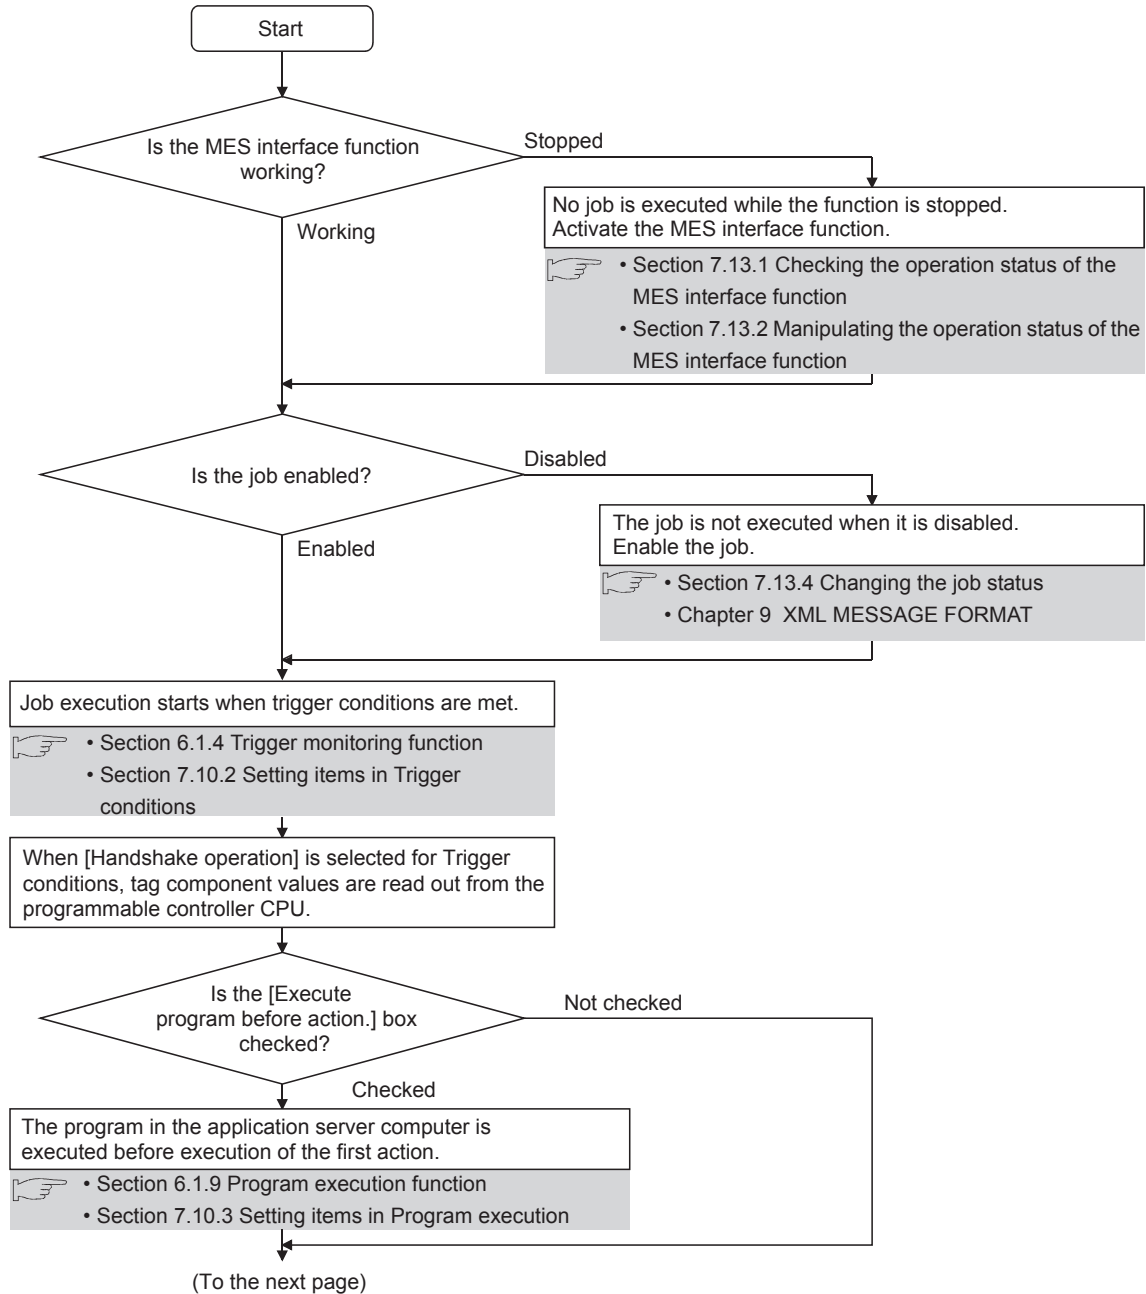 Start
Is the MES interface function
working?
Stopped
Working
No job is executed while the function is stopped.
Activate the MES interface function.
• Section 7.13.1 Checking the operation status of the
MES interface function
• Section 7.13.2 Manipulating the operation status of the
MES interface function
Is the job enabled?
Disabled
Enabled
The job is not executed when it is disabled.
Enable the job.
• Section 7.13.4 Changing the job status
• Chapter 9 XML MESSAGE FORMAT
Job execution starts when trigger conditions are met.
• Section 6.1.4 Trigger monitoring function
• Section 7.10.2 Setting items in Trigger
conditions
When [Handshake operation] is selected for Trigger
conditions, tag component values are read out from the
programmable controller CPU.
Is the [Execute
program before action.] box
checked?
Not checked
Checked
The program in the application server computer is
executed before execution of the first action.
• Section 6.1.9 Program execution function
• Section 7.10.3 Setting items in Program execution
(To the next page)